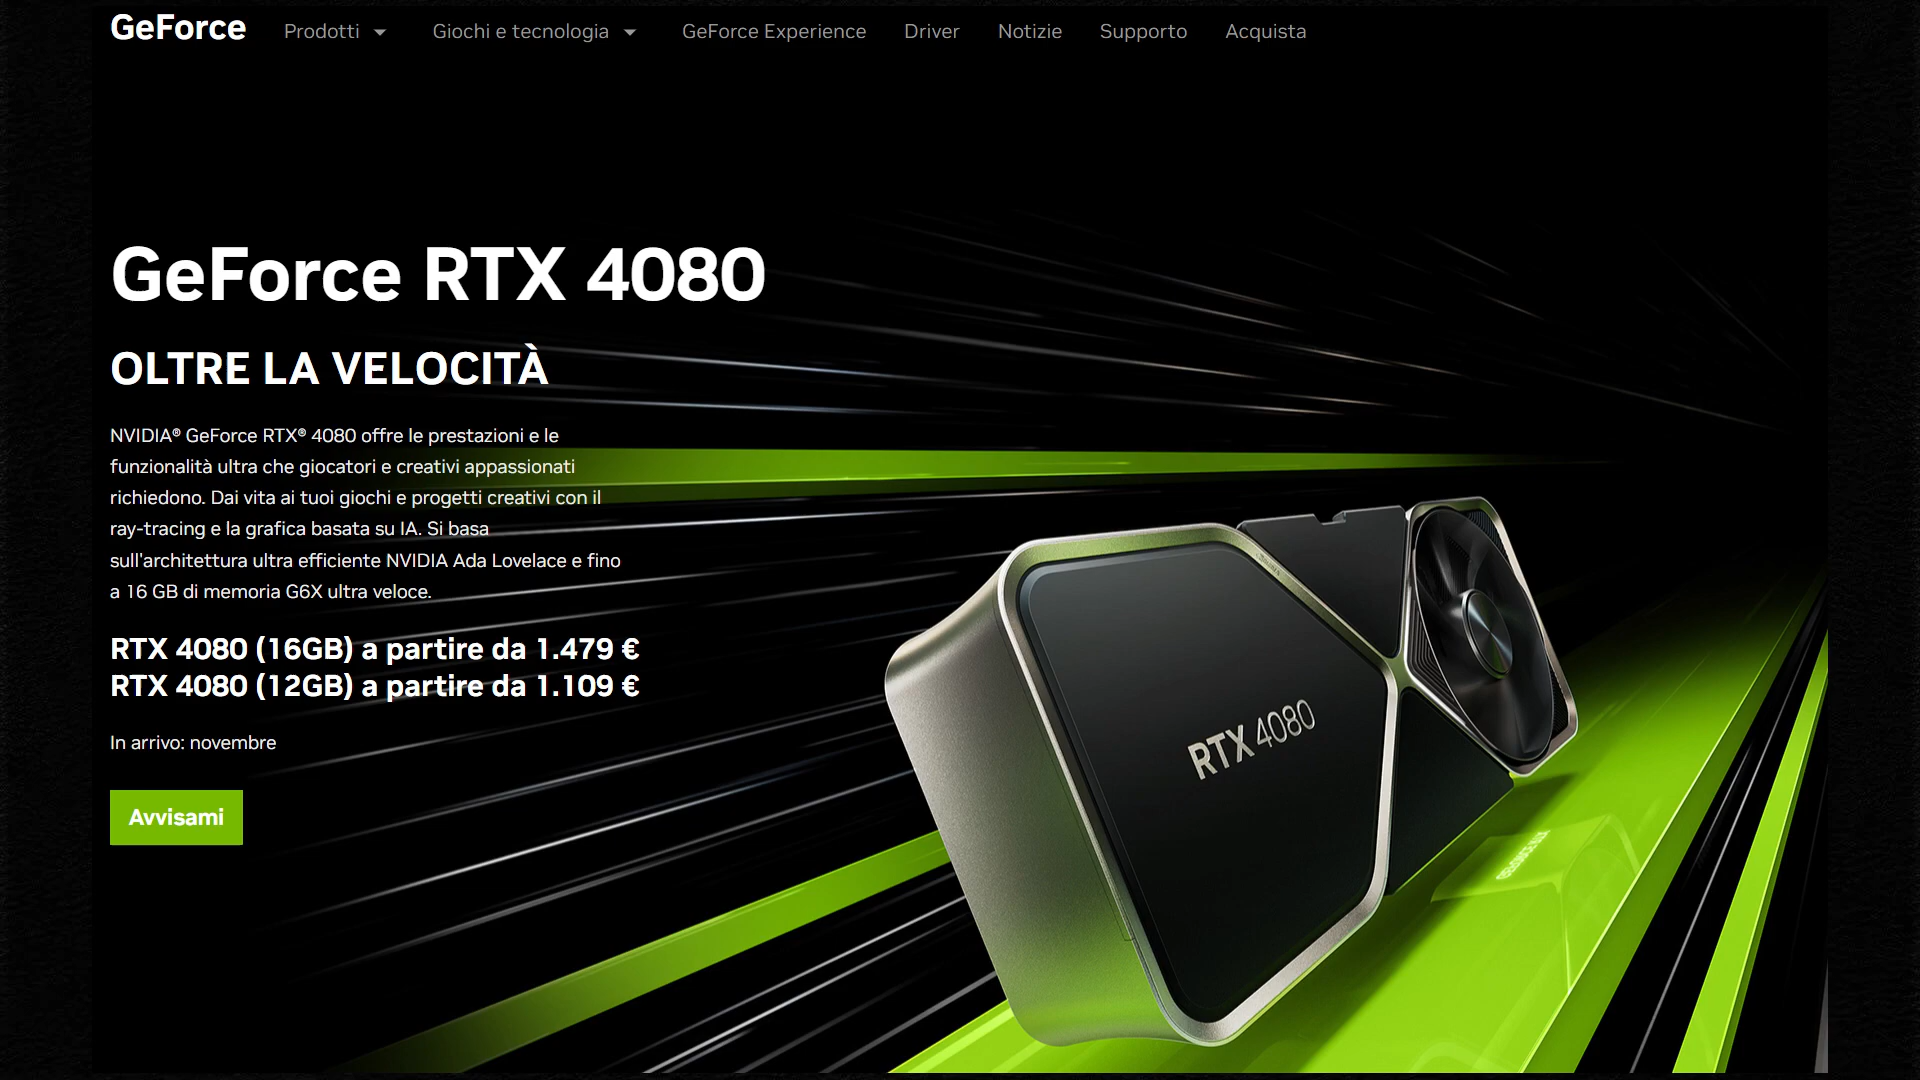 GeForce Prodotti Giochi e tecnologia GeForce Experience Driver Notizie Supporto Acquista
GeForce RTX 4080
OLTRE LA VELOCITÀ
NVIDIA® GeForce RTX® 4080 offre le prestazioni e le
funzionalità ultra che giocatori e creativi appassionati
richiedono. Dai vita ai tuoi giochi e progetti creativi con il
ray-tracing e la grafica basata su IA. Si basa
sull'architettura ultra efficiente NVIDIA Ada Lovelace e fino
a 16 GB di memoria G6X ultra veloce.
RTX 4080 (16GB) a partire da 1.479 €
RTX 4080 (12GB) a partire da 1.109 €
In arrivo: novembre
Avvisami
RTX 4080